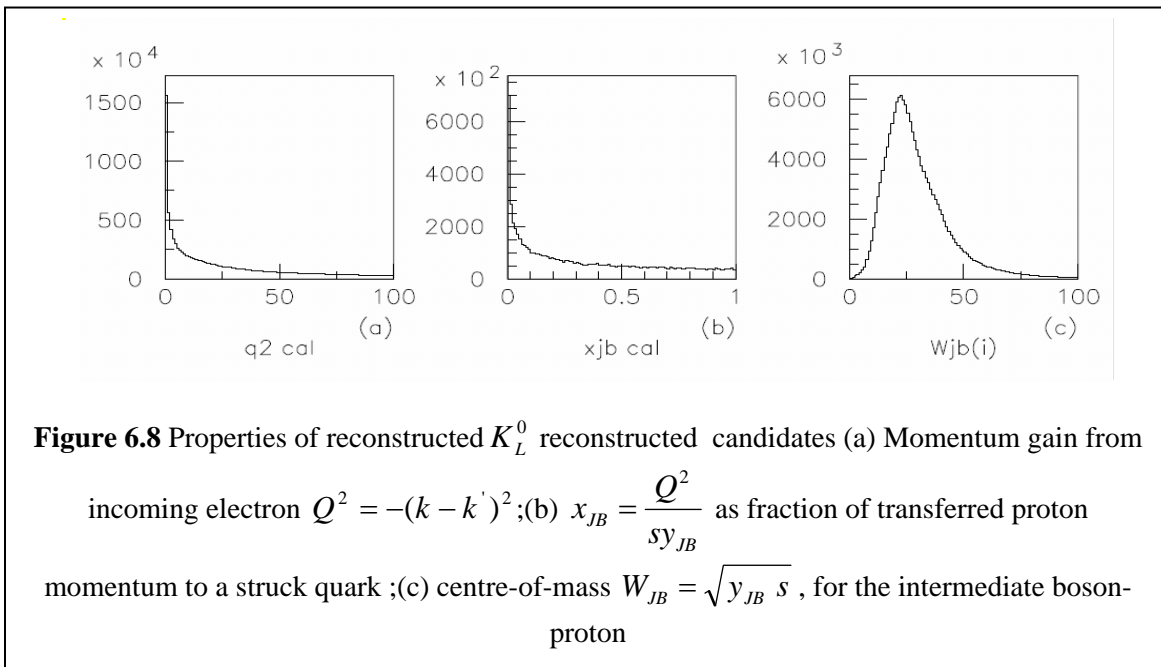 × 10⁴
1500
1000
500
0
0 50 100
(a)
q2 cal
× 10²
6000
4000
2000
0
0 0.5 1
(b)
xjb cal
× 10³
6000
4000
2000
0
0 50 100
(c)
Wjb(i)
Figure 6.8 Properties of reconstructed K_L^0 reconstructed candidates (a) Momentum gain from
incoming electron Q² = −(k − k')² ;(b) x_JB = Q² / sy_JB as fraction of transferred proton
momentum to a struck quark ;(c) centre-of-mass W_JB = √(y_JB s) , for the intermediate boson-
proton